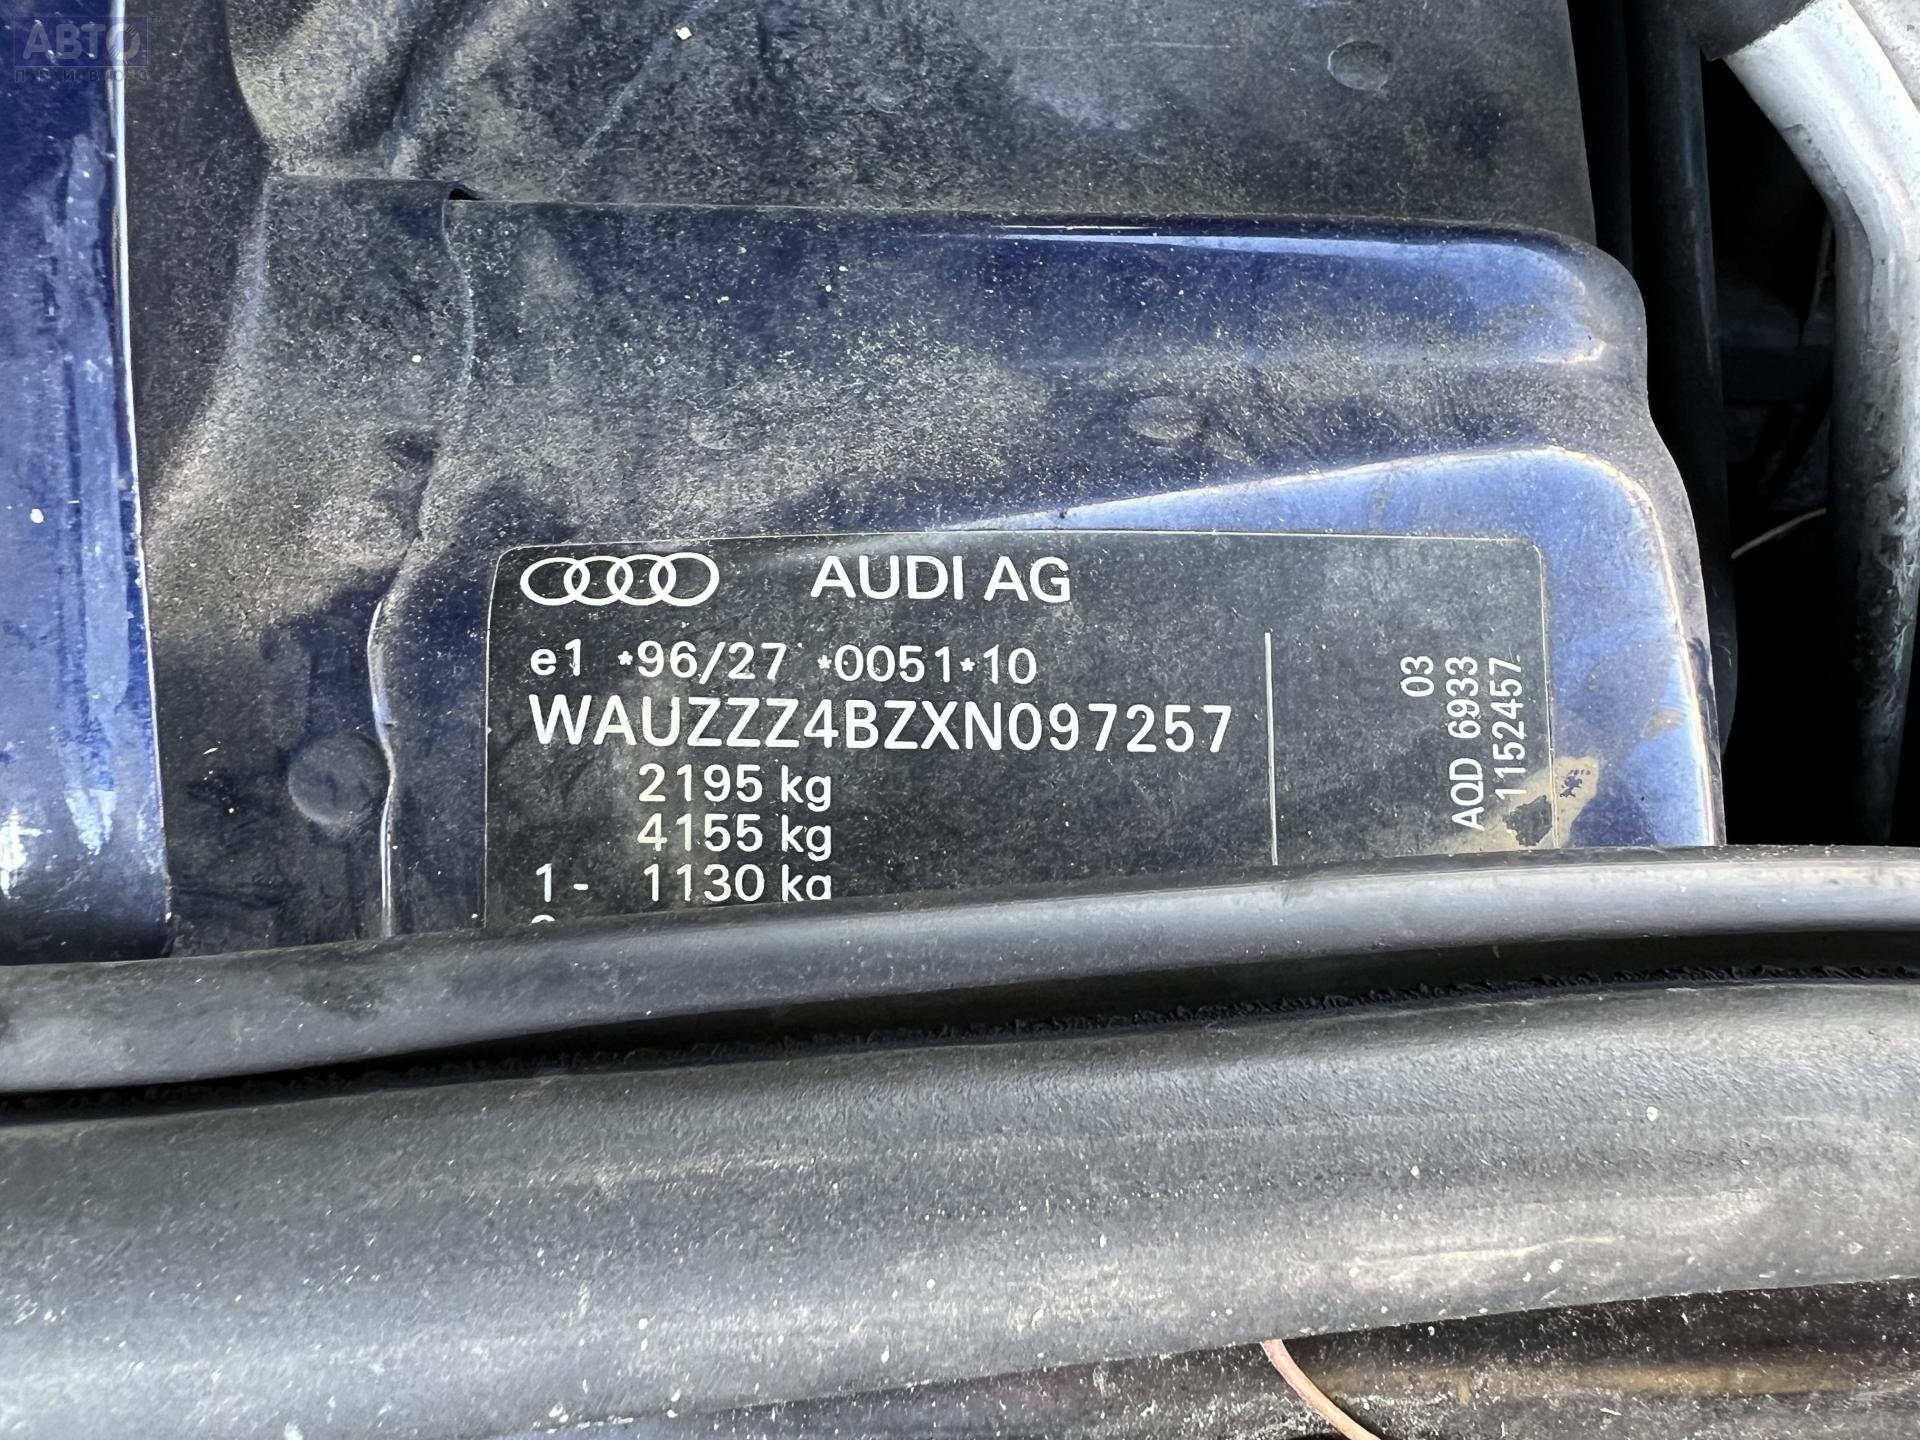 АВТО
AUDI AG
e1 *96/27 *0051*10
WAUZZZ4BZXN097257
2195 kg
4155 kg
1- 1130 kg
03
AQD 6933
1152457